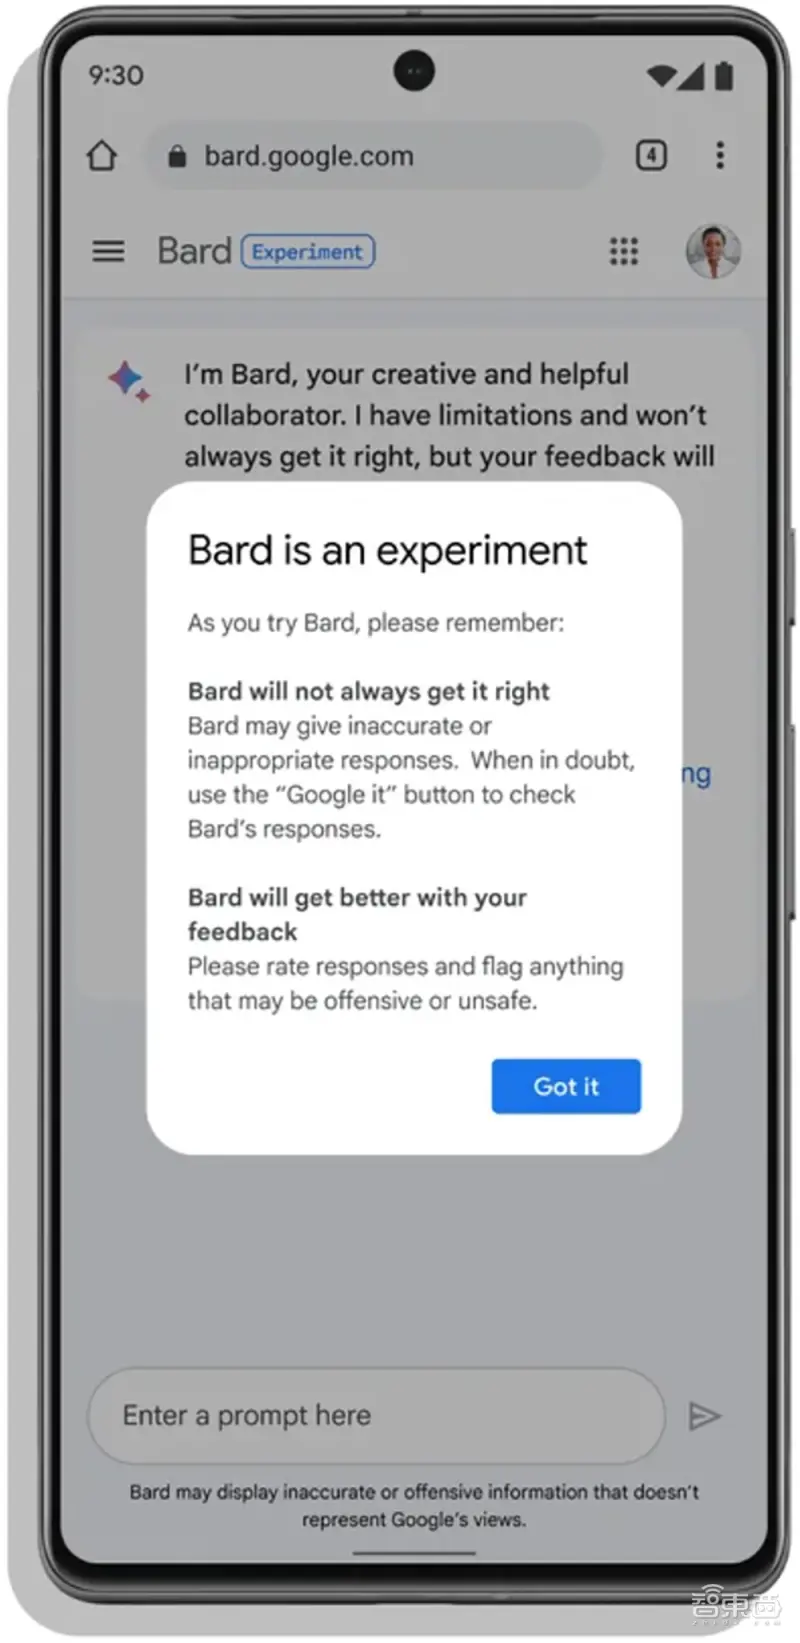 9:30
bard.google.com
4
Bard Experiment
I'm Bard, your creative and helpful
collaborator. I have limitations and won't
always get it right, but your feedback will
Bard is an experiment
As you try Bard, please remember:
Bard will not always get it right
Bard may give inaccurate or
inappropriate responses.  When in doubt,
use the “Google it” button to check
Bard's responses.
ng
Bard will get better with your
feedback
Please rate responses and flag anything
that may be offensive or unsafe.
Got it
Enter a prompt here
Bard may display inaccurate or offensive information that doesn't
represent Google's views.
智東西